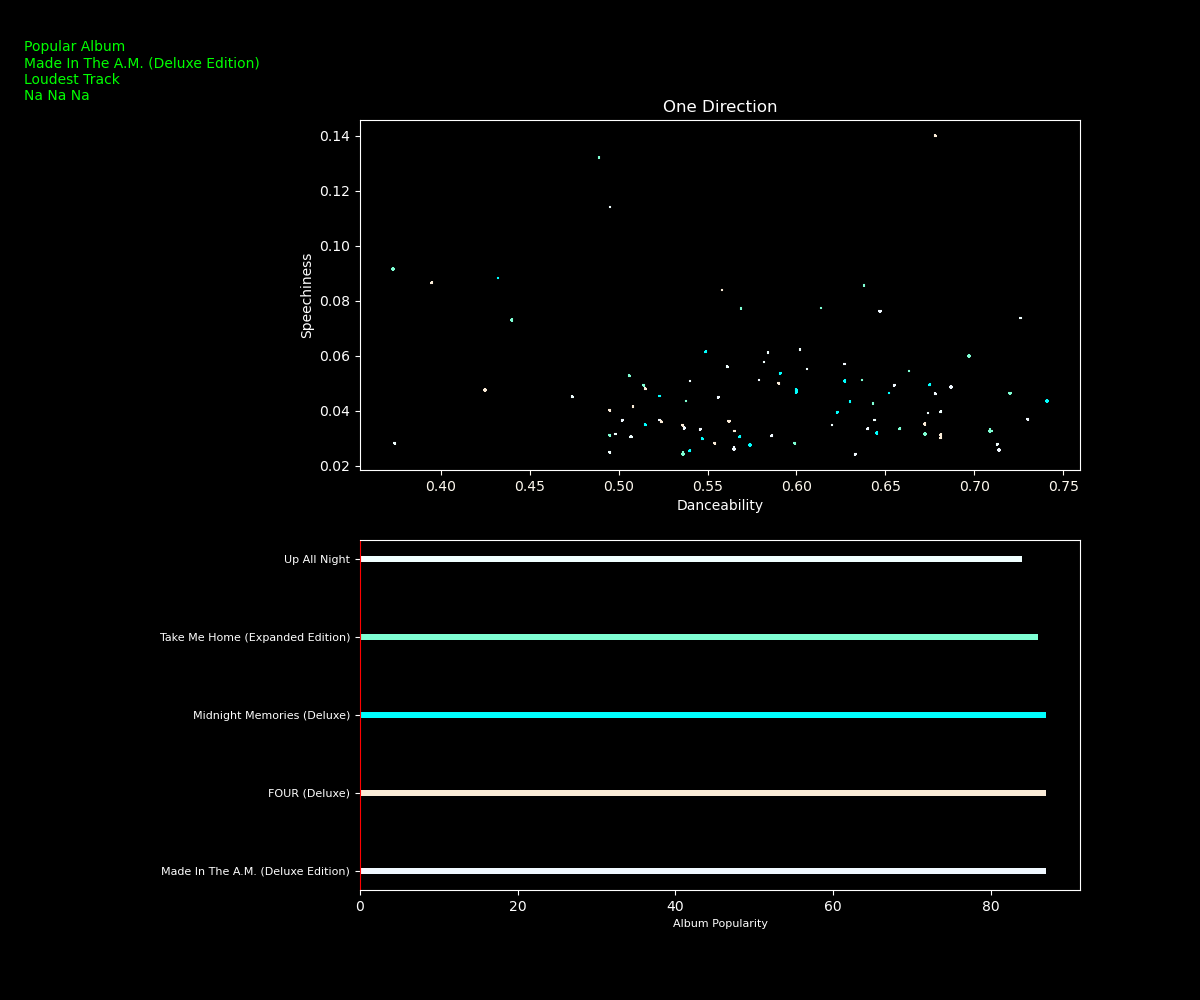 Popular Album
Made In The A.M. (Deluxe Edition)
Loudest Track
Na Na Na
One Direction
0.14
0.12
0.10
0.08
0.06
0.04
0.02
Speechiness
0.40 0.45 0.50 0.55 0.60 0.65 0.70 0.75
Danceability
Up All Night
Take Me Home (Expanded Edition)
Midnight Memories (Deluxe)
FOUR (Deluxe)
Made In The A.M. (Deluxe Edition)
0 20 40 60 80
Album Popularity